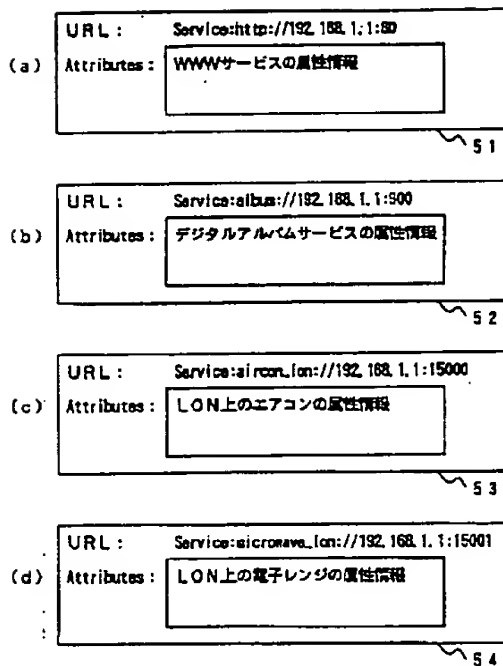 URL: Service:http://192.168.1.1:80
(a) Attributes: WWWサービスの属性情報
51
URL: Service:album://192.168.1.1:900
(b) Attributes: デジタルアルバムサービスの属性情報
52
URL: Service:aircon_lon://192.168.1.1:15000
(c) Attributes: LON上のエアコンの属性情報
53
URL: Service:microwave_lon://192.168.1.1:15001
(d) Attributes: LON上の電子レンジの属性情報
54